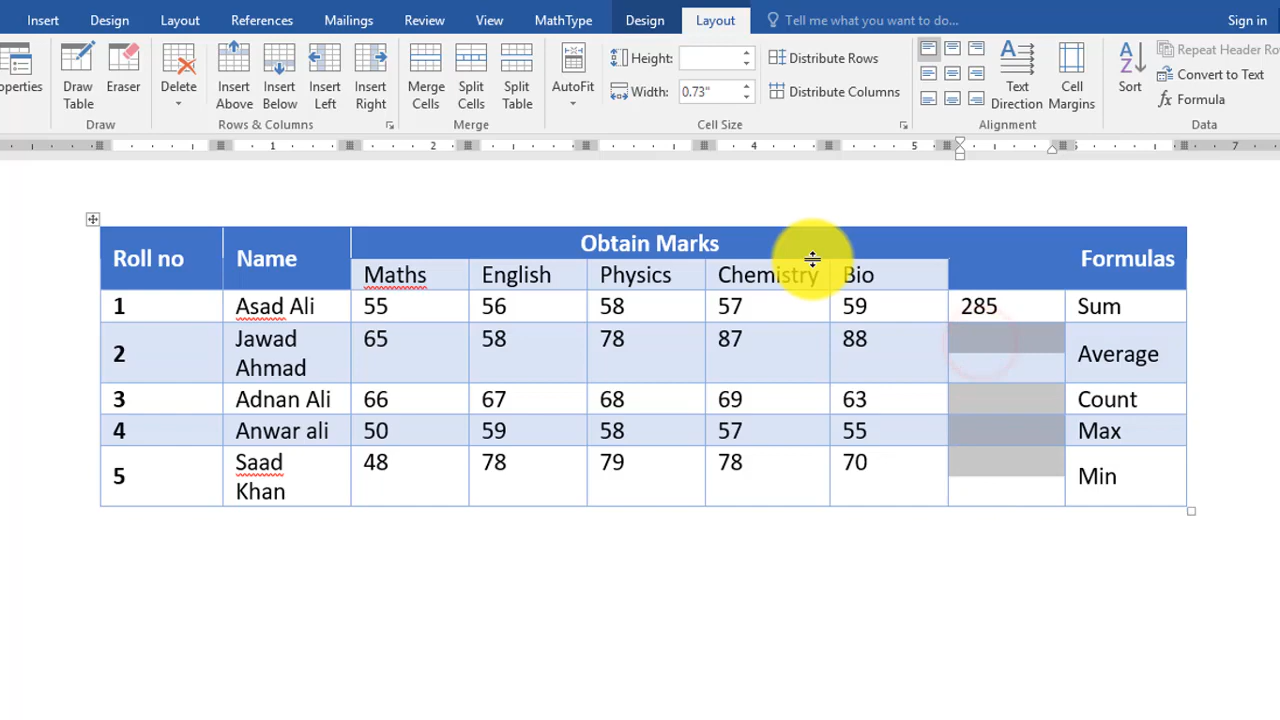 Insert Design Layout References Mailings Review View MathType Design Layout Tell me what you want to do... Sign in
operties Draw Table Eraser Delete Insert Above Insert Below Insert Left Insert Right Merge Cells Split Cells Split Table AutoFit Height: Width: 0.73" Distribute Rows Distribute Columns Text Direction Cell Margins Sort Repeat Header Ro Convert to Text Formula
Draw Rows & Columns Merge Cell Size Alignment Data
1 2 4 5 7
Roll no Name Obtain Marks Formulas
Maths English Physics Chemistry Bio
1 Asad Ali 55 56 58 57 59 285 Sum
2 Jawad Ahmad 65 58 78 87 88 Average
3 Adnan Ali 66 67 68 69 63 Count
4 Anwar ali 50 59 58 57 55 Max
5 Saad Khan 48 78 79 78 70 Min